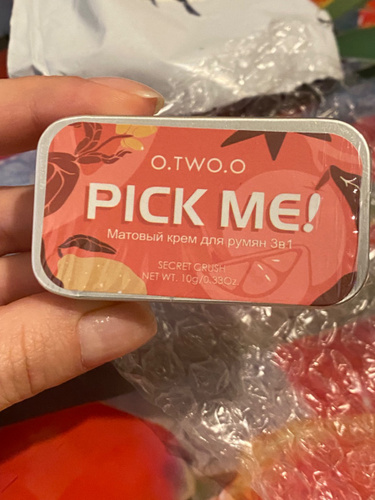 O.TWO.O
PICK ME!
Матовый крем для румян 3в1
SECRET CRUSH
NET WT. 10g/0.33Oz.